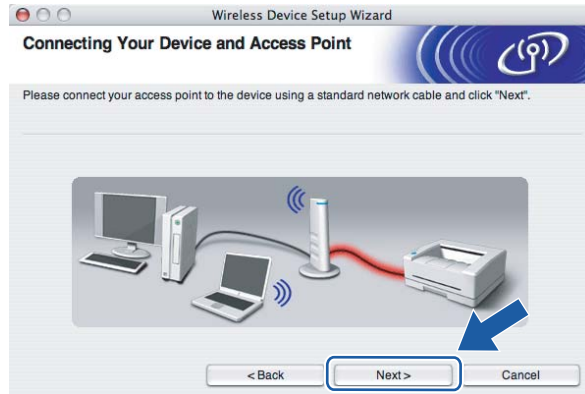 Wireless Device Setup Wizard
Connecting Your Device and Access Point
Please connect your access point to the device using a standard network cable and click "Next".
< Back Next > Cancel